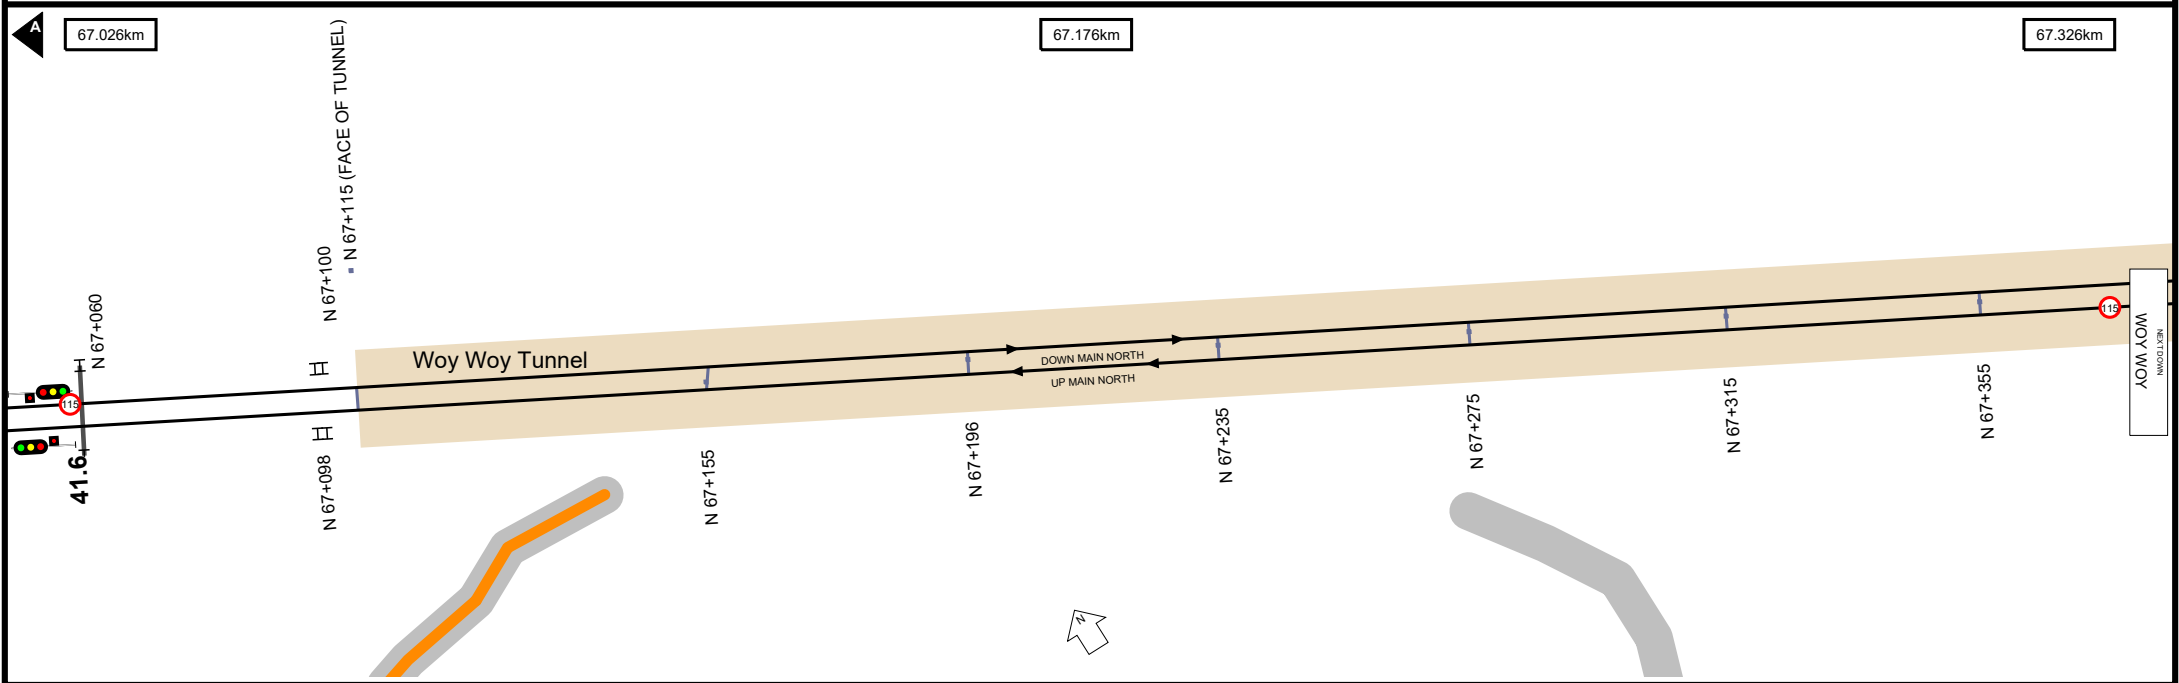 A
67.026km
67.176km
67.326km
N 67+115 (FACE OF TUNNEL)
N 67+100
N 67+060
Woy Woy Tunnel
DOWN MAIN NORTH
UP MAIN NORTH
115
115
NEXT DOWN
WOY WOY
41.6
N 67+098
N 67+155
N 67+196
N 67+235
N 67+275
N 67+315
N 67+355
N